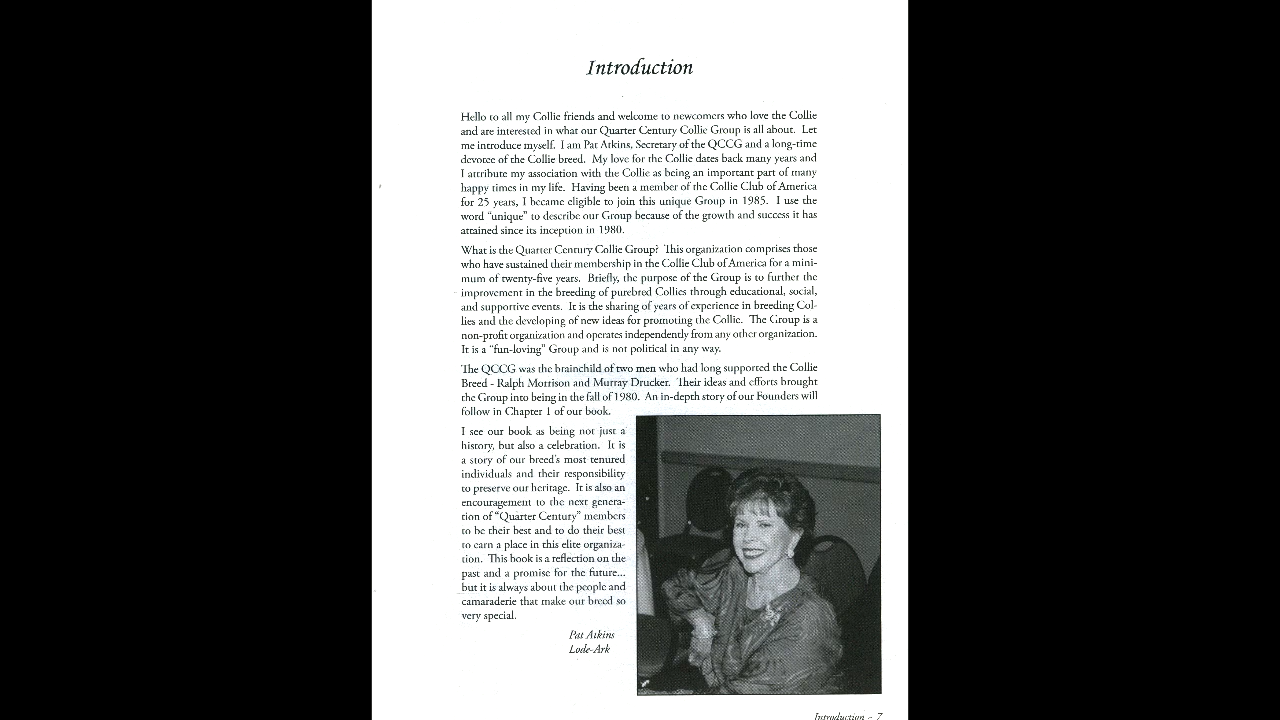 Introduction
Hello to all my Collie friends and welcome to newcomers who love the Collie
and are interested in what our Quarter Century Collie Group is all about. Let
me introduce myself. I am Pat Atkins, Secretary of the QCCG and a long-time
devotee of the Collie breed. My love for the Collie dates back many years and
I attribute my association with the Collie as being an important part of many
happy times in my life. Having been a member of the Collie Club of America
for 25 years, I became eligible to join this unique Group in 1985. I use the
word “unique” to describe our Group because of the growth and success it has
attained since its inception in 1980.
What is the Quarter Century Collie Group? This organization comprises those
who have sustained their membership in the Collie Club of America for a mini-
mum of twenty-five years. Briefly, the purpose of the Group is to further the
improvement in the breeding of purebred Collies through educational, social,
and supportive events. It is the sharing of years of experience in breeding Col-
lies and the developing of new ideas for promoting the Collie. The Group is a
non-profit organization and operates independently from any other organization.
It is a “fun-loving” Group and is not political in any way.
The QCCG was the brainchild of two men who had long supported the Collie
Breed - Ralph Morrison and Murray Drucker. Their ideas and efforts brought
the Group into being in the fall of 1980. An in-depth story of our Founders will
follow in Chapter 1 of our book.
I see our book as being not just a
history, but also a celebration. It is
a story of our breed's most tenured
individuals and their responsibility
to preserve our heritage. It is also an
encouragement to the next genera-
tion of “Quarter Century” members
to be their best and to do their best
to earn a place in this elite organiza-
tion. This book is a reflection on the
past and a promise for the future...
but it is always about the people and
camaraderie that make our breed so
very special.
Pat Atkins
Lode-Ark
Introduction - 7